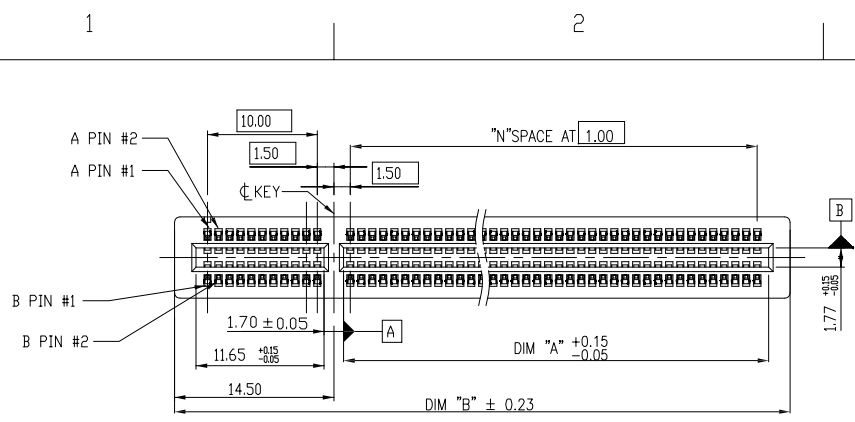 1
2
10.00
A PIN #2
"N"SPACE AT 1.00
1.50
A PIN #1
1.50
℄ KEY
B
B PIN #1
1.70 ±0.05
A
1.77 +0.15 -0.05
B PIN #2
11.65 +0.15 -0.05
DIM "A" +0.15 -0.05
14.50
DIM "B" ± 0.23